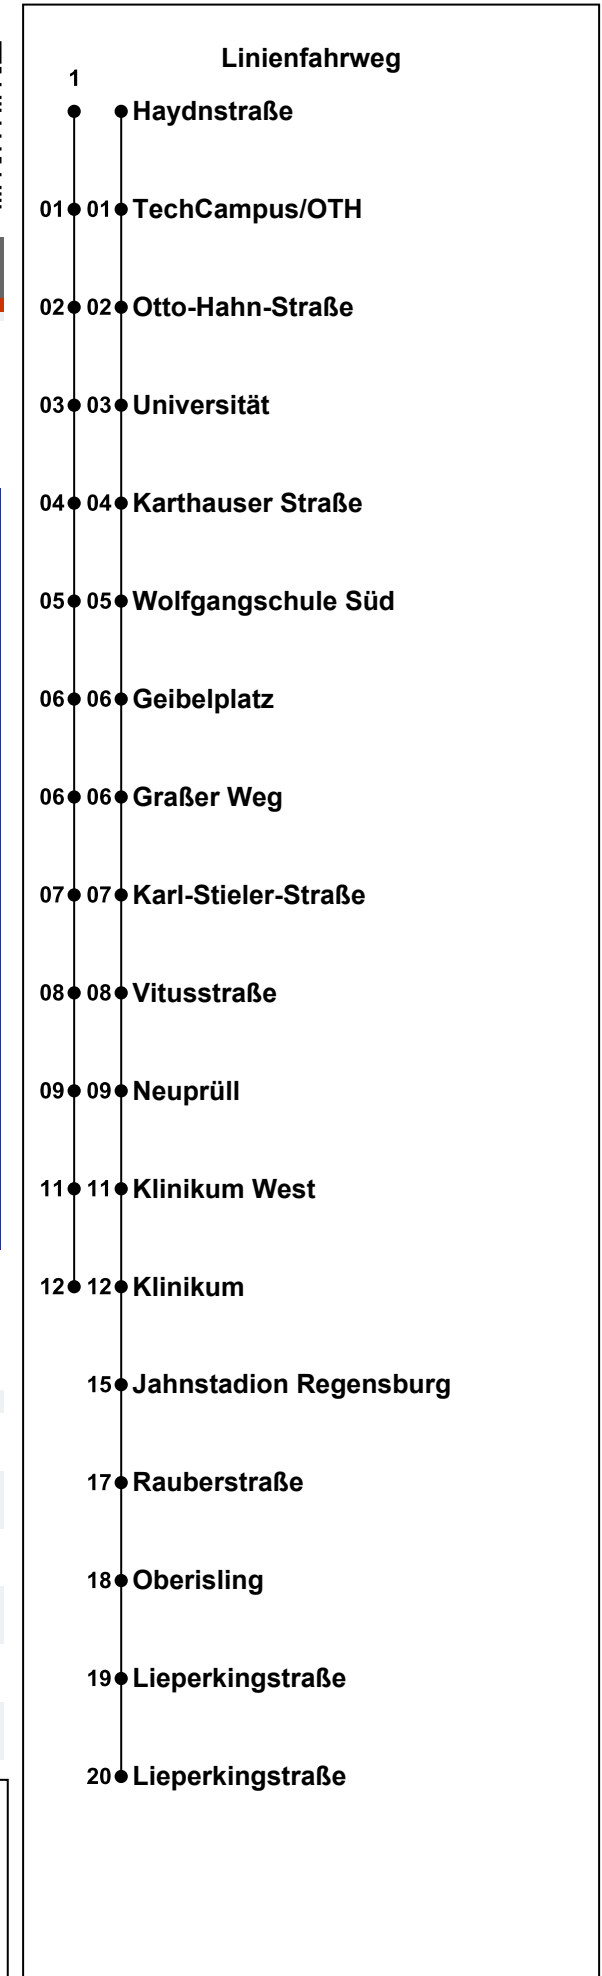 Linienfahrweg
1
Haydnstraße
01 01 TechCampus/OTH
02 02 Otto-Hahn-Straße
03 03 Universität
04 04 Karthauser Straße
05 05 Wolfgangschule Süd
06 06 Geibelplatz
06 06 Graßer Weg
07 07 Karl-Stieler-Straße
08 08 Vitusstraße
09 09 Neuprüll
11 11 Klinikum West
12 12 Klinikum
15 Jahnstadion Regensburg
17 Rauberstraße
18 Oberisling
19 Lieperkingstraße
20 Lieperkingstraße